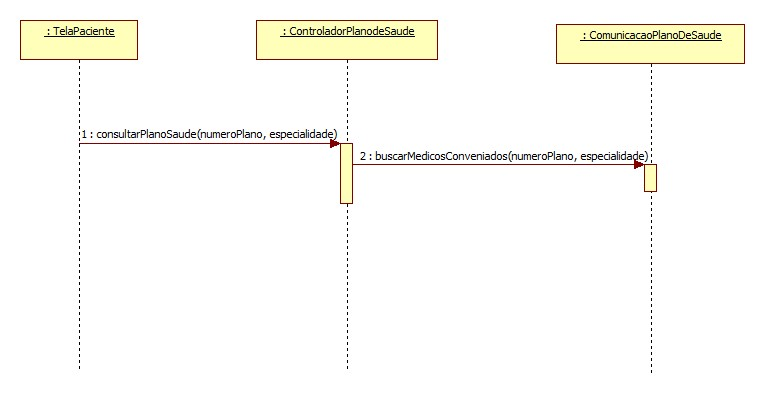 : TelaPaciente
: ControladorPlanodeSaude
: ComunicacaoPlanoDeSaude
1 : consultarPlanoSaude(numeroPlano, especialidade)
2 : buscarMedicosConveniados(numeroPlano, especialidade)